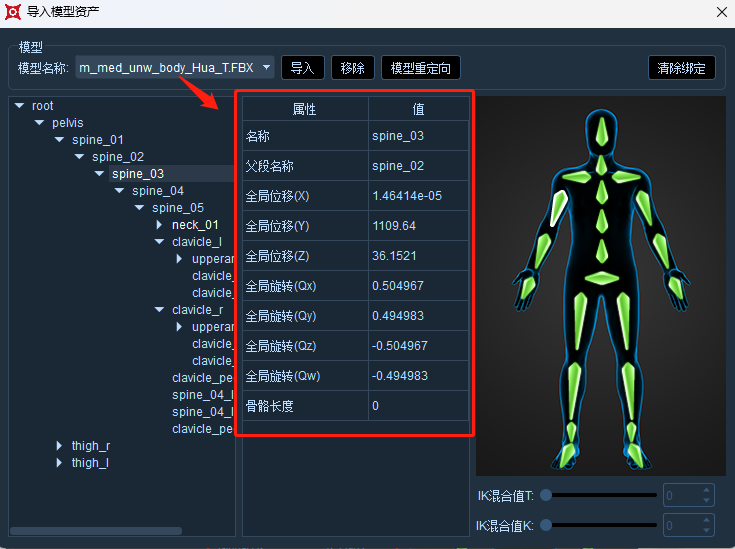 导入模型资产
模型
模型名称: m_med_unw_body_Hua_T.FBX 导入 移除 模型重定向 清除绑定
root
pelvis
spine_01
spine_02
spine_03
spine_04
spine_05
neck_01
clavicle_l
upperar
clavicle_
clavicle_
clavicle_r
upperar
clavicle_
clavicle_
clavicle_pe
spine_04_l
spine_04_l
clavicle_pe
thigh_r
thigh_l
属性 值
名称 spine_03
父段名称 spine_02
全局位移(X) 1.46414e-05
全局位移(Y) 1109.64
全局位移(Z) 36.1521
全局旋转(Qx) 0.504967
全局旋转(Qy) 0.494983
全局旋转(Qz) -0.504967
全局旋转(Qw) -0.494983
骨骼长度 0
IK混合值T: 0
IK混合值K: 0